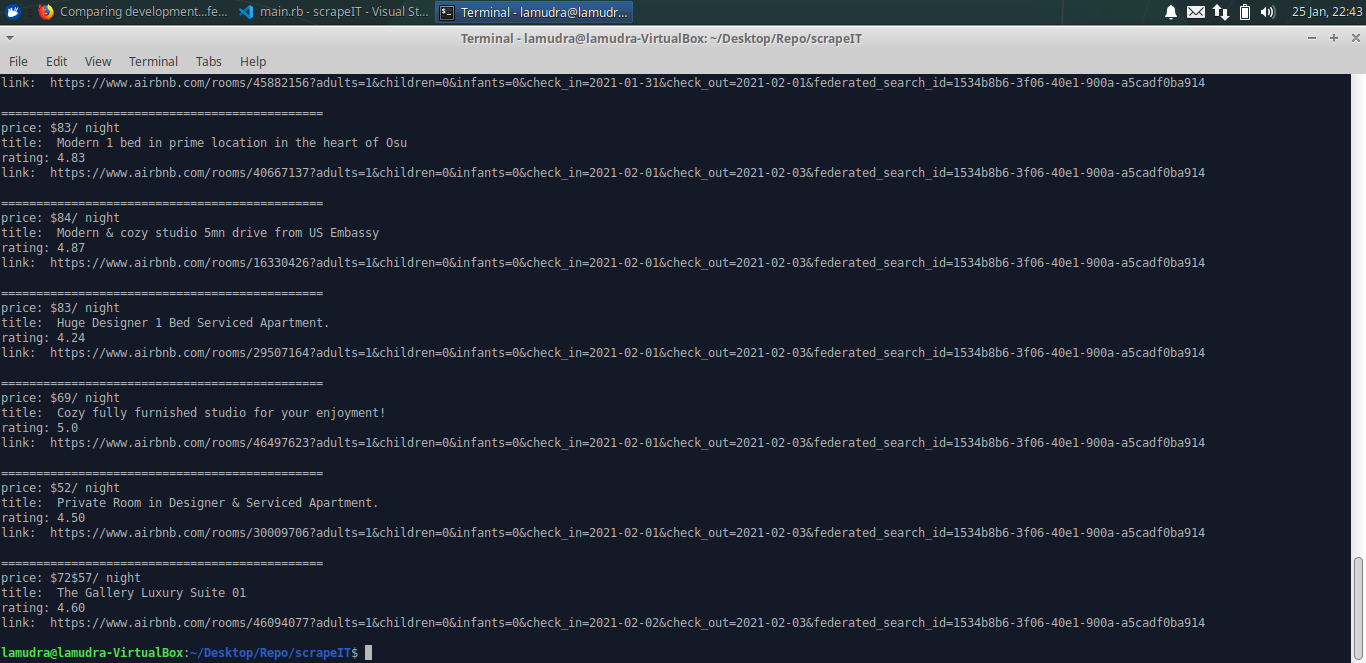 Comparing development...fe... main.rb - scrapeIT - Visual St... Terminal - lamudra@lamudr... 25 Jan, 22:43
Terminal - lamudra@lamudra-VirtualBox: ~/Desktop/Repo/scrapeIT
File Edit View Terminal Tabs Help
link:  https://www.airbnb.com/rooms/45882156?adults=1&children=0&infants=0&check_in=2021-01-31&check_out=2021-02-01&federated_search_id=1534b8b6-3f06-40e1-900a-a5cadf0ba914
==============================================
price: $83/ night
title:  Modern 1 bed in prime location in the heart of Osu
rating: 4.83
link:  https://www.airbnb.com/rooms/40667137?adults=1&children=0&infants=0&check_in=2021-02-01&check_out=2021-02-03&federated_search_id=1534b8b6-3f06-40e1-900a-a5cadf0ba914
==============================================
price: $84/ night
title:  Modern & cozy studio 5mn drive from US Embassy
rating: 4.87
link:  https://www.airbnb.com/rooms/16330426?adults=1&children=0&infants=0&check_in=2021-02-01&check_out=2021-02-03&federated_search_id=1534b8b6-3f06-40e1-900a-a5cadf0ba914
==============================================
price: $83/ night
title:  Huge Designer 1 Bed Serviced Apartment.
rating: 4.24
link:  https://www.airbnb.com/rooms/29507164?adults=1&children=0&infants=0&check_in=2021-02-01&check_out=2021-02-03&federated_search_id=1534b8b6-3f06-40e1-900a-a5cadf0ba914
==============================================
price: $69/ night
title:  Cozy fully furnished studio for your enjoyment!
rating: 5.0
link:  https://www.airbnb.com/rooms/46497623?adults=1&children=0&infants=0&check_in=2021-02-01&check_out=2021-02-03&federated_search_id=1534b8b6-3f06-40e1-900a-a5cadf0ba914
==============================================
price: $52/ night
title:  Private Room in Designer & Serviced Apartment.
rating: 4.50
link:  https://www.airbnb.com/rooms/30009706?adults=1&children=0&infants=0&check_in=2021-02-01&check_out=2021-02-03&federated_search_id=1534b8b6-3f06-40e1-900a-a5cadf0ba914
==============================================
price: $72$57/ night
title:  The Gallery Luxury Suite 01
rating: 4.60
link:  https://www.airbnb.com/rooms/46094077?adults=1&children=0&infants=0&check_in=2021-02-02&check_out=2021-02-03&federated_search_id=1534b8b6-3f06-40e1-900a-a5cadf0ba914
lamudra@lamudra-VirtualBox:~/Desktop/Repo/scrapeIT$